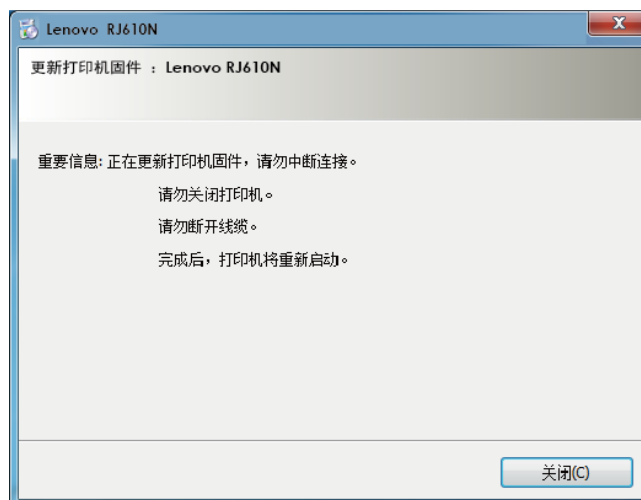 Lenovo RJ610N
更新打印机固件 : Lenovo RJ610N
重要信息: 正在更新打印机固件，请勿中断连接。
请勿关闭打印机。
请勿断开线缆。
完成后，打印机将重新启动。
关闭(C)